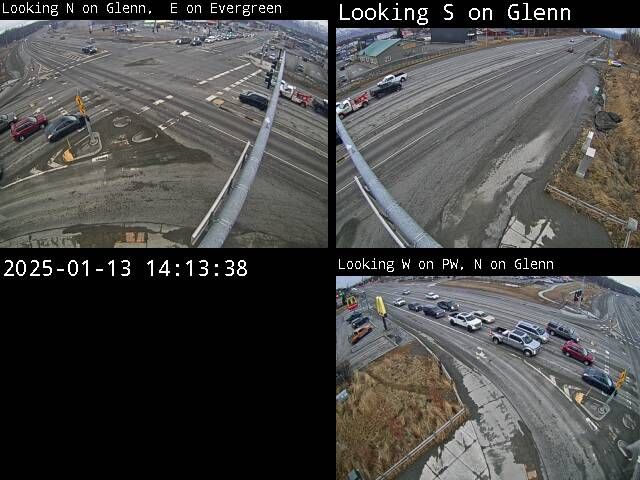 Looking N on Glenn, E on Evergreen
Looking S on Glenn
2025-01-13 14:13:38
Looking W on PW, N on Glenn